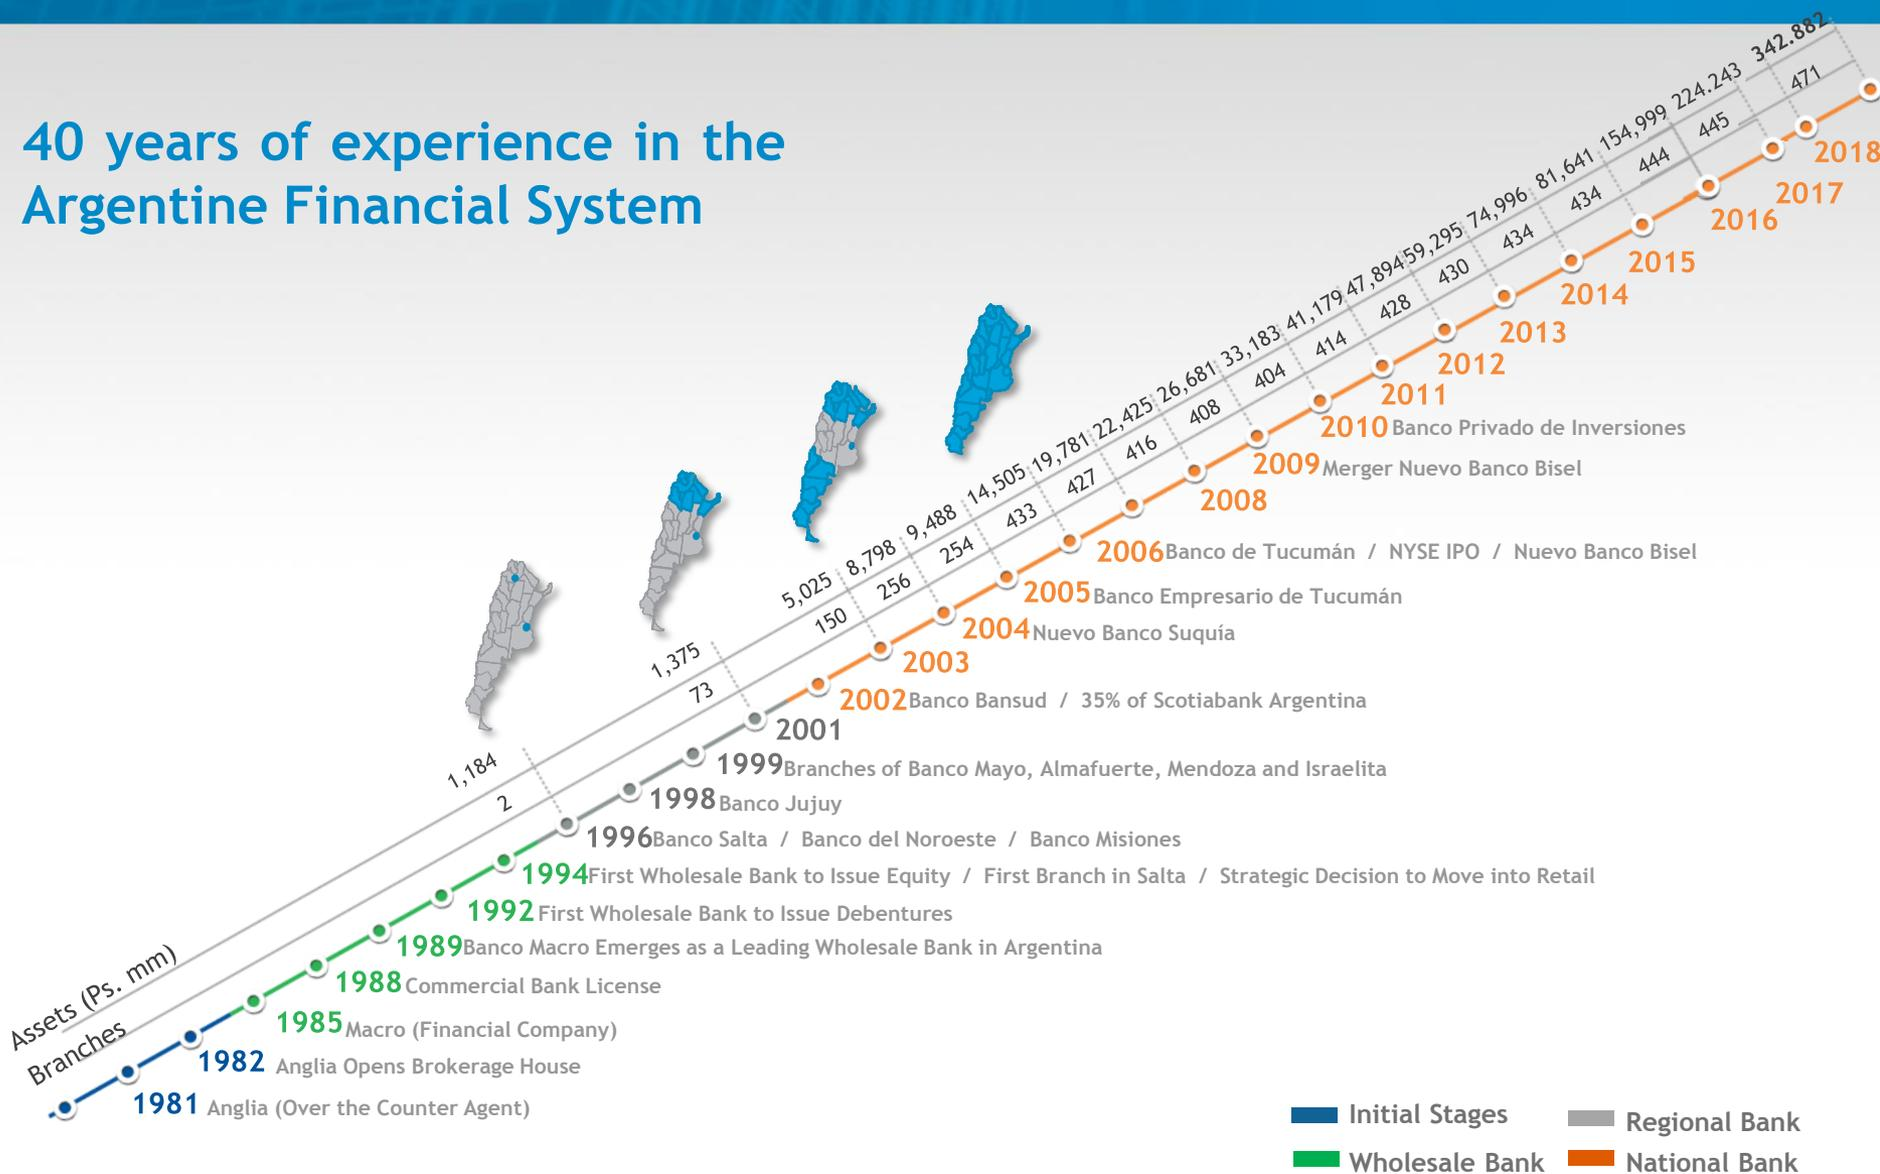 40 years of experience in the
Argentine Financial System
Assets (Ps. mm)
1,184
1,375
5,025
8,798
9,488
14,505
19,781
22,425
26,681
33,183
41,179
47,894
59,295
74,996
81,641
154,999
224.243
342.882
Branches
2
73
150
256
254
433
427
416
408
404
414
428
430
434
434
444
445
471
2018
2017
2016
2015
2014
2013
2012
2011
2010 Banco Privado de Inversiones
2009 Merger Nuevo Banco Bisel
2008
2006 Banco de Tucumán / NYSE IPO / Nuevo Banco Bisel
2005 Banco Empresario de Tucumán
2004 Nuevo Banco Suquía
2003
2002 Banco Bansud / 35% of Scotiabank Argentina
2001
1999 Branches of Banco Mayo, Almafuerte, Mendoza and Israelita
1998 Banco Jujuy
1996 Banco Salta / Banco del Noroeste / Banco Misiones
1994 First Wholesale Bank to Issue Equity / First Branch in Salta / Strategic Decision to Move into Retail
1992 First Wholesale Bank to Issue Debentures
1989 Banco Macro Emerges as a Leading Wholesale Bank in Argentina
1988 Commercial Bank License
1985 Macro (Financial Company)
1982 Anglia Opens Brokerage House
1981 Anglia (Over the Counter Agent)
Initial Stages
Regional Bank
Wholesale Bank
National Bank